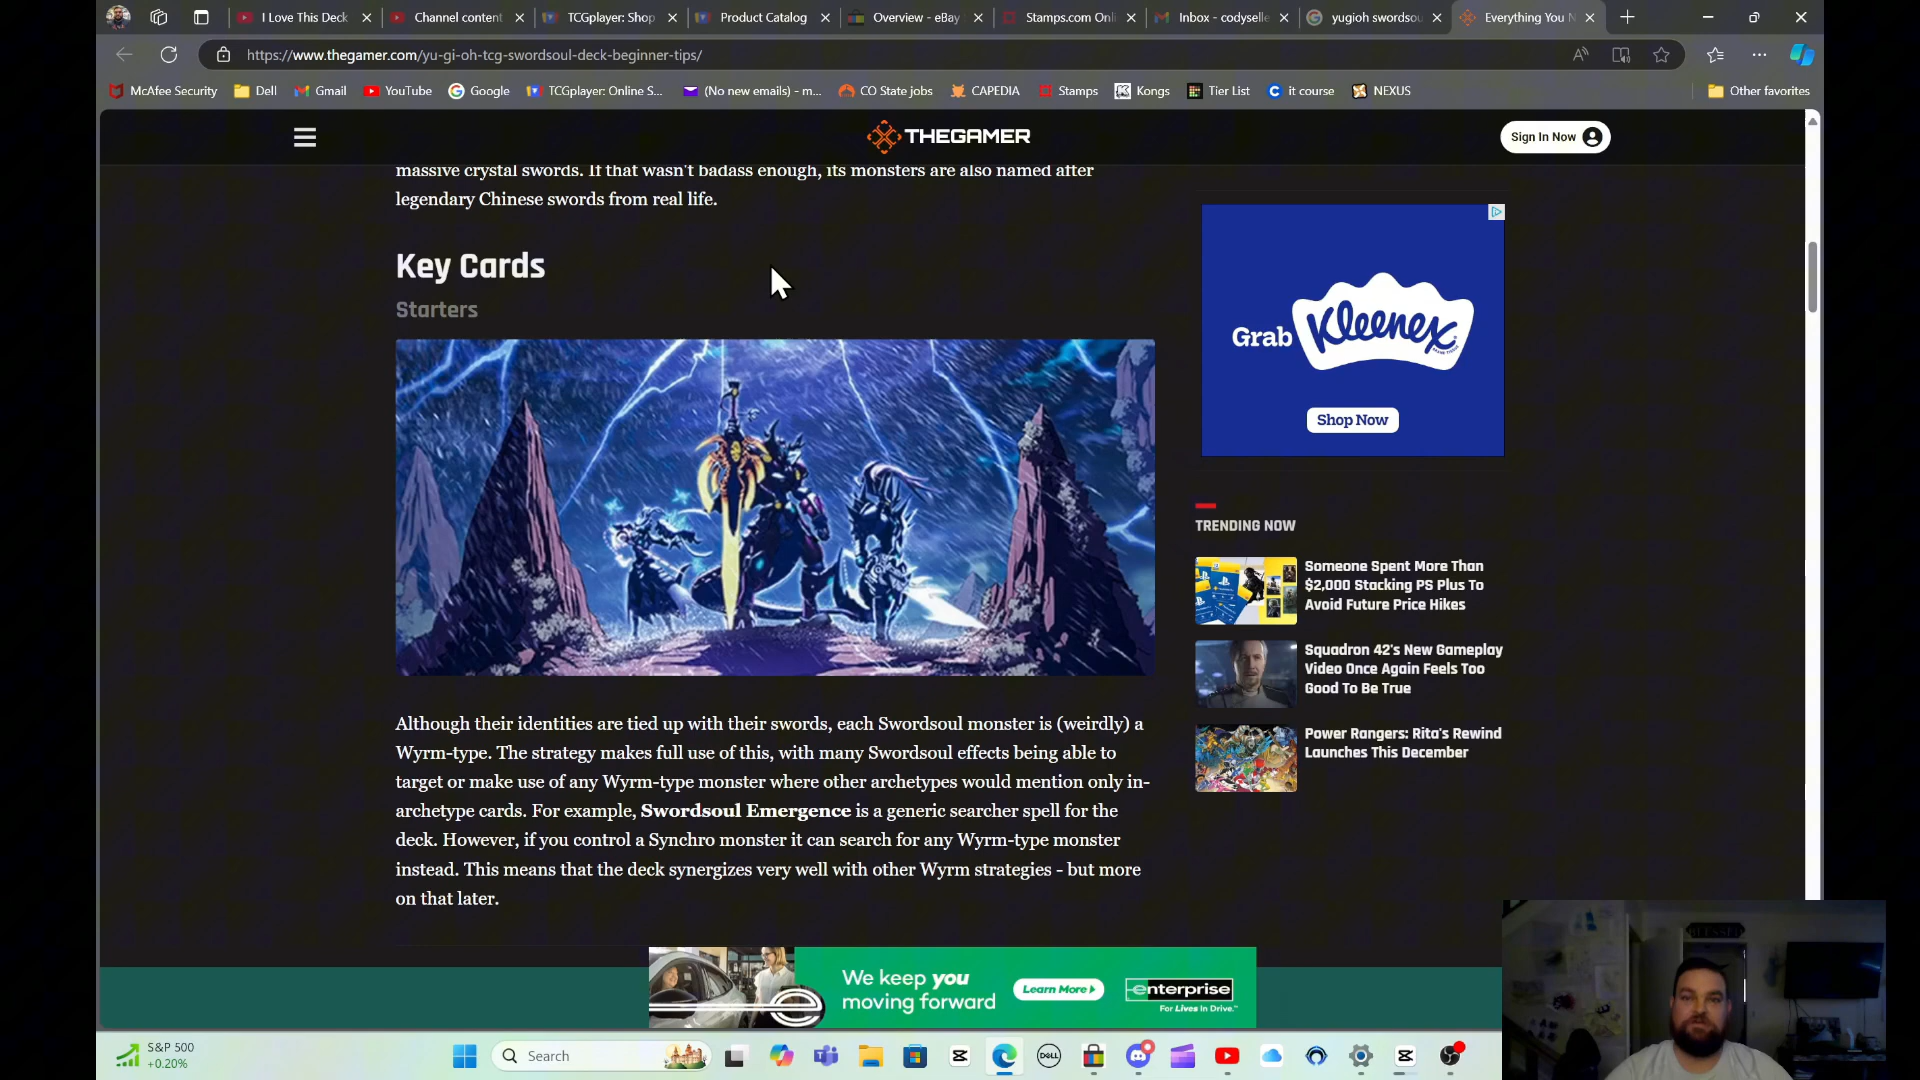 I Love This Deck
Channel content
TCGplayer: Shop
Product Catalog
Overview - eBay
Stamps.com Onli
Inbox - codyselle
yugioh swordsou
Everything You N
https://www.thegamer.com/yu-gi-oh-tcg-swordsoul-deck-beginner-tips/
McAfee Security
Dell
Gmail
YouTube
Google
TCGplayer: Online S...
(No new emails) - m...
CO State jobs
CAPEDIA
Stamps
Kongs
Tier List
it course
NEXUS
Other favorites
THEGAMER
Sign In Now
massive crystal swords. If that wasn't badass enough, its monsters are also named after
legendary Chinese swords from real life.
Key Cards
Starters
Although their identities are tied up with their swords, each Swordsoul monster is (weirdly) a
Wyrm-type. The strategy makes full use of this, with many Swordsoul effects being able to
target or make use of any Wyrm-type monster where other archetypes would mention only in-
archetype cards. For example, Swordsoul Emergence is a generic searcher spell for the
deck. However, if you control a Synchro monster it can search for any Wyrm-type monster
instead. This means that the deck synergizes very well with other Wyrm strategies - but more
on that later.
Grab Kleenex
Shop Now
TRENDING NOW
Someone Spent More Than
$2,000 Stacking PS Plus To
Avoid Future Price Hikes
Squadron 42's New Gameplay
Video Once Again Feels Too
Good To Be True
Power Rangers: Rita's Rewind
Launches This December
We keep you
moving forward
Learn More
enterprise
For Lives In Drive.
S&P 500
+0.20%
Search
DELL